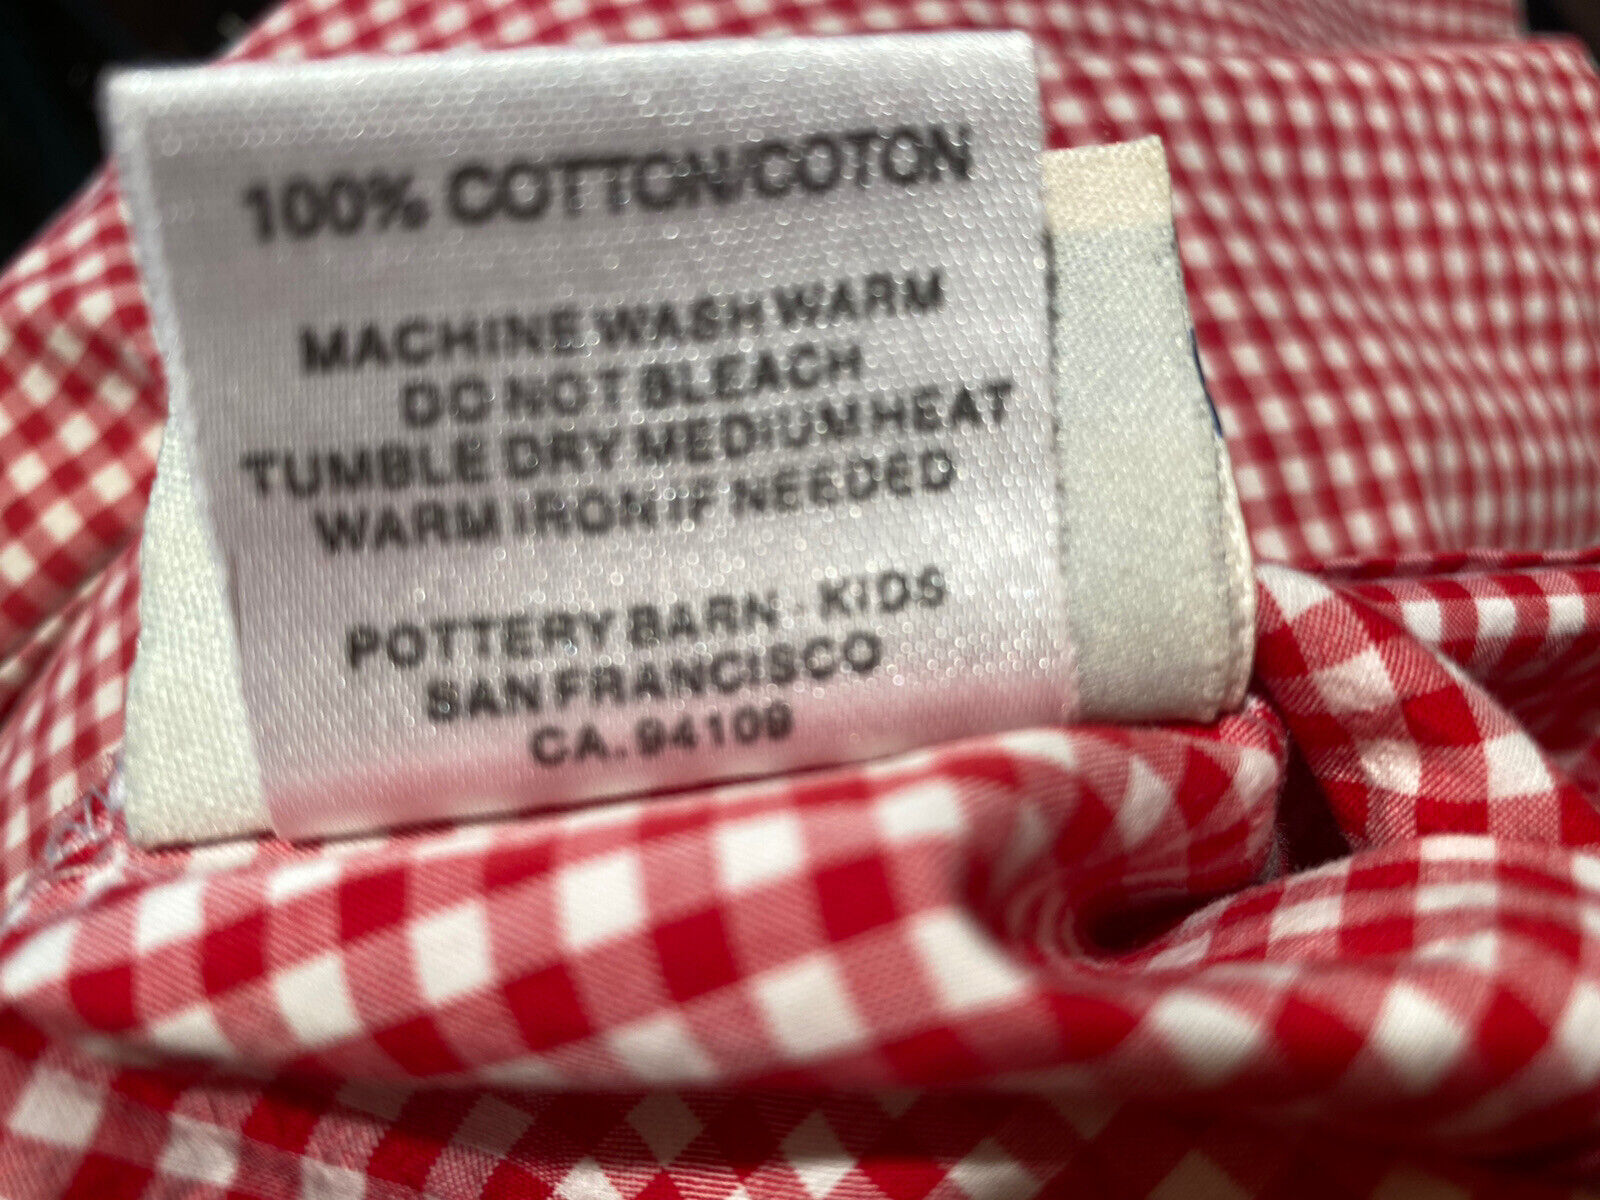 100% COTTON/COTON
MACHINE WASH WARM
DO NOT BLEACH
TUMBLE DRY MEDIUM HEAT
WARM IRON IF NEEDED
POTTERY BARN - KIDS
SAN FRANCISCO
CA. 94109